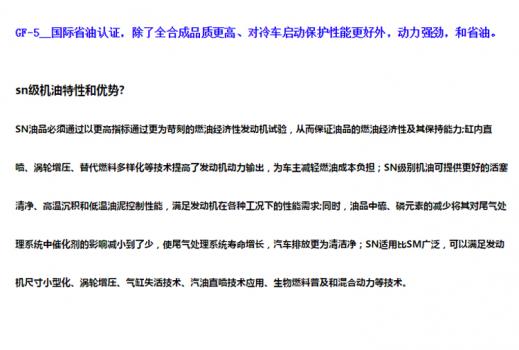 GF-5__国际省油认证，除了全合成品质更高、对冷车启动保护性能更好外，动力强劲，和省油。
sn级机油特性和优势?
SN油品必须通过以更高指标通过更为苛刻的燃油经济性发动机试验，从而保证油品的燃油经济性及其保持能力;缸内直
喷、涡轮增压、替代燃料多样化等技术提高了发动机动力输出，为车主减轻燃油成本负担；SN级别机油可提供更好的活塞
清净、高温沉积和低温油泥控制性能，满足发动机在各种工况下的性能需求;同时，油品中硫、磷元素的减少将其对尾气处
理系统中催化剂的影响减小到了少，使尾气处理系统寿命增长，汽车排放更为清洁净；SN适用比SM广泛，可以满足发动
机尺寸小型化、涡轮增压、气缸失活技术、汽油直喷技术应用、生物燃料普及和混合动力等技术。